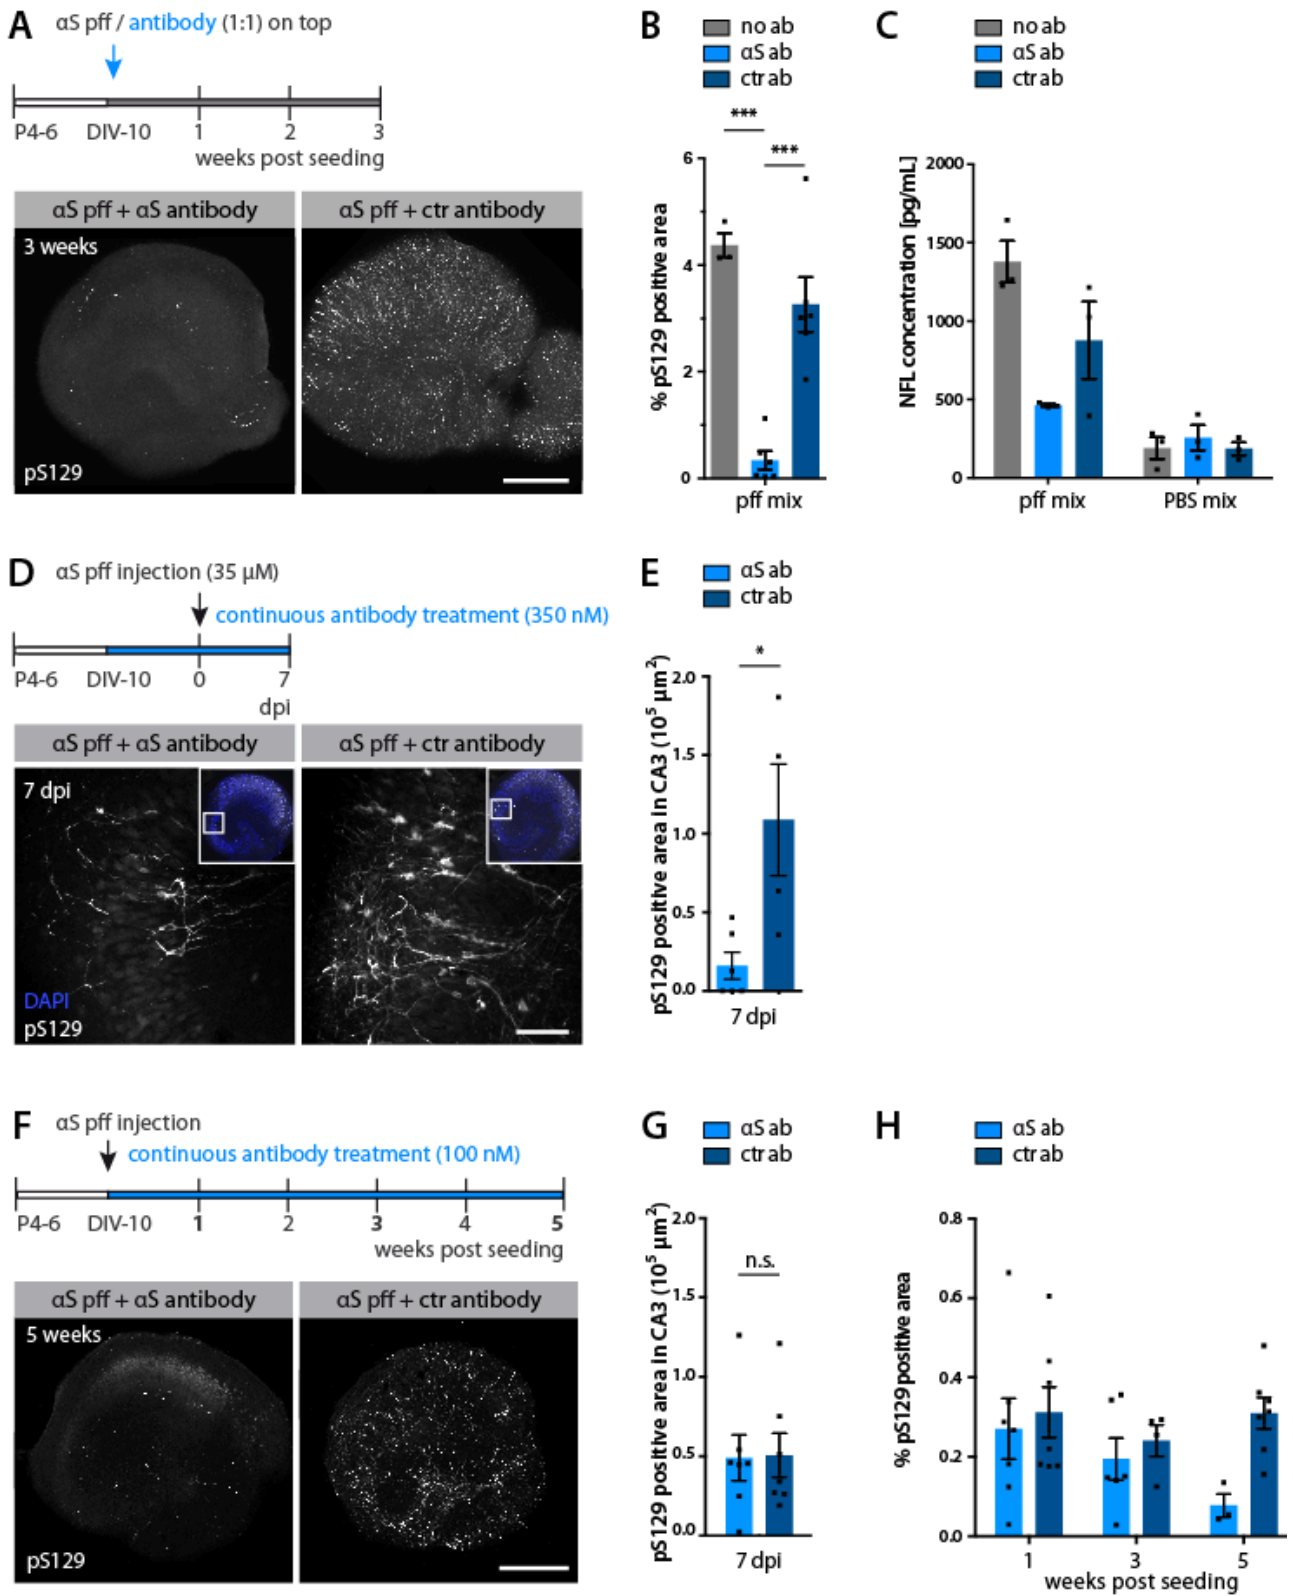 A
αS pff / antibody (1:1) on top
P4-6 DIV-10 1 2 3
weeks post seeding
αS pff + αS antibody αS pff + ctr antibody
3 weeks
pS129
B
no ab
αS ab
ctr ab
***
***
% pS129 positive area
6
4
2
0
pff mix
C
no ab
αS ab
ctr ab
NFL concentration [pg/mL]
2000
1500
1000
500
0
pff mix PBS mix
D
αS pff injection (35 µM)
continuous antibody treatment (350 nM)
P4-6 DIV-10 0 7
dpi
αS pff + αS antibody αS pff + ctr antibody
7 dpi
DAPI
pS129
E
αS ab
ctr ab
*
pS129 positive area in CA3 (10⁵ µm²)
2.0
1.5
1.0
0.5
0.0
7 dpi
F
αS pff injection
continuous antibody treatment (100 nM)
P4-6 DIV-10 1 2 3 4 5
weeks post seeding
αS pff + αS antibody αS pff + ctr antibody
5 weeks
pS129
G
αS ab
ctr ab
n.s.
pS129 positive area in CA3 (10⁵ µm²)
2.0
1.5
1.0
0.5
0.0
7 dpi
H
αS ab
ctr ab
% pS129 positive area
0.8
0.6
0.4
0.2
0.0
1 3 5
weeks post seeding